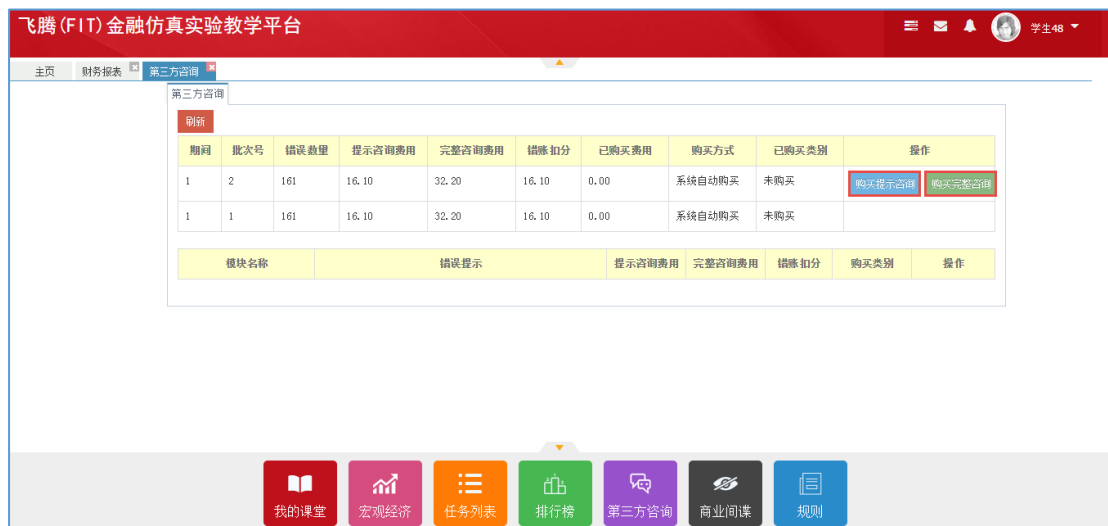 飞腾(FIT)金融仿真实验教学平台
学生48
主页 财务报表 第三方咨询
第三方咨询
刷新
期间 批次号 错误数量 提示咨询费用 完整咨询费用 错账扣分 已购买费用 购买方式 已购买类别 操作
1 2 161 16.10 32.20 16.10 0.00 系统自动购买 未购买 购买提示咨询 购买完整咨询
1 1 161 16.10 32.20 16.10 0.00 系统自动购买 未购买
模块名称 错误提示 提示咨询费用 完整咨询费用 错账扣分 购买类别 操作
我的课堂 宏观经济 任务列表 排行榜 第三方咨询 商业间谍 规则